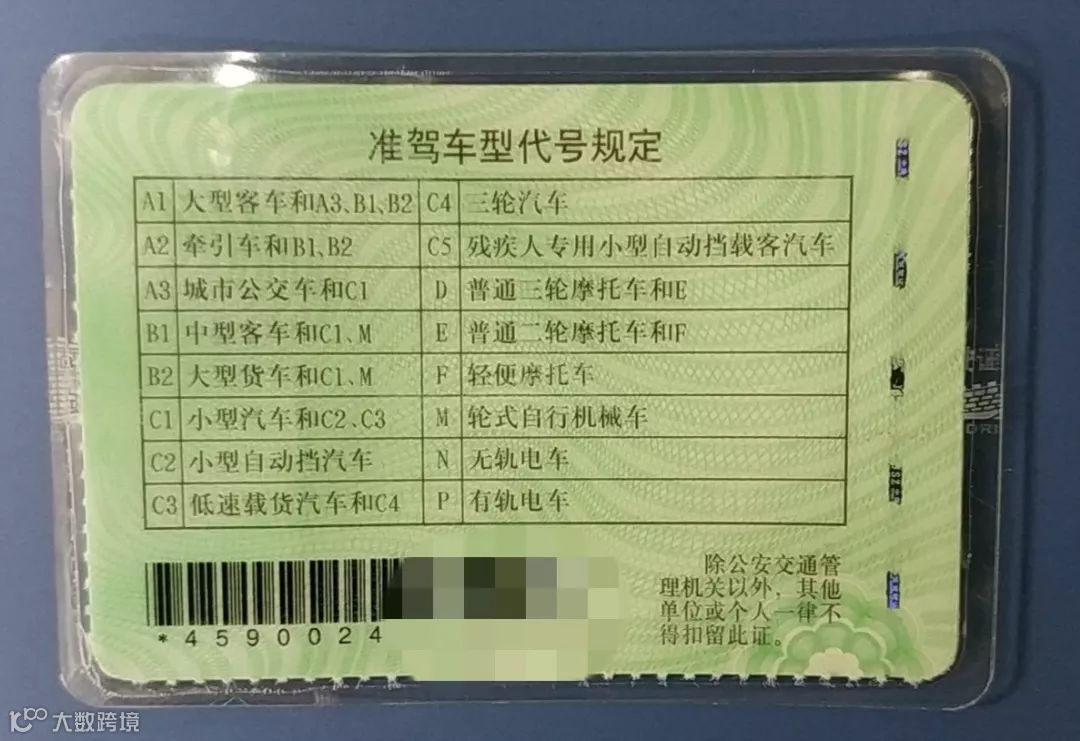 准驾车型代号规定
A1 大型客车和A3、B1、B2 C4 三轮汽车
A2 牵引车和B1、B2 C5 残疾人专用小型自动挡载客汽车
A3 城市公交车和C1 D 普通三轮摩托车和E
B1 中型客车和C1、M E 普通二轮摩托车和F
B2 大型货车和C1、M F 轻便摩托车
C1 小型汽车和C2、C3 M 轮式自行机械车
C2 小型自动挡汽车 N 无轨电车
C3 低速载货汽车和C4 P 有轨电车
除公安交通管
理机关以外，其他
单位或个人一律不
得扣留此证。
*4590024
大数跨境